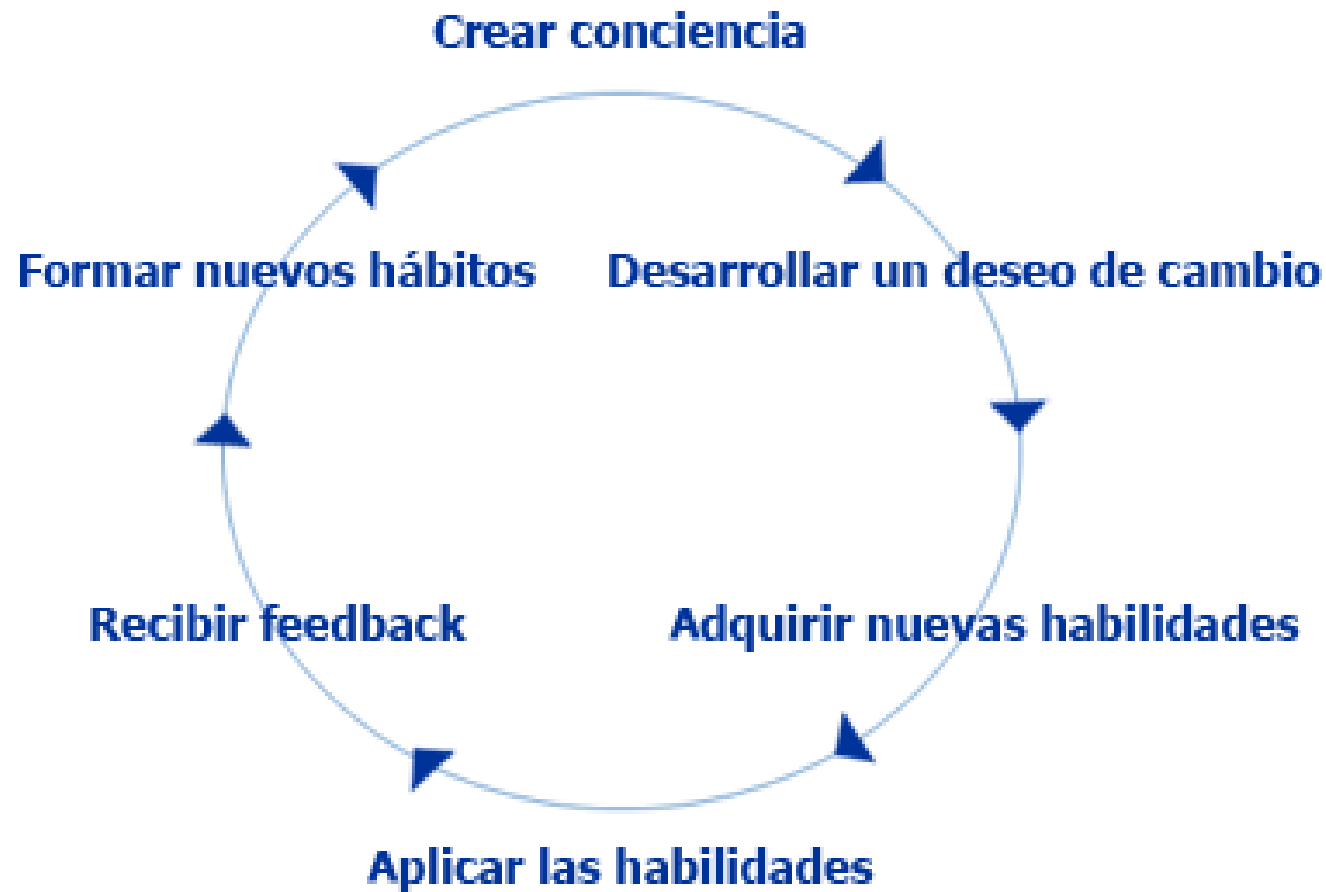 Crear conciencia
Formar nuevos hábitos
Desarrollar un deseo de cambio
Recibir feedback
Adquirir nuevas habilidades
Aplicar las habilidades